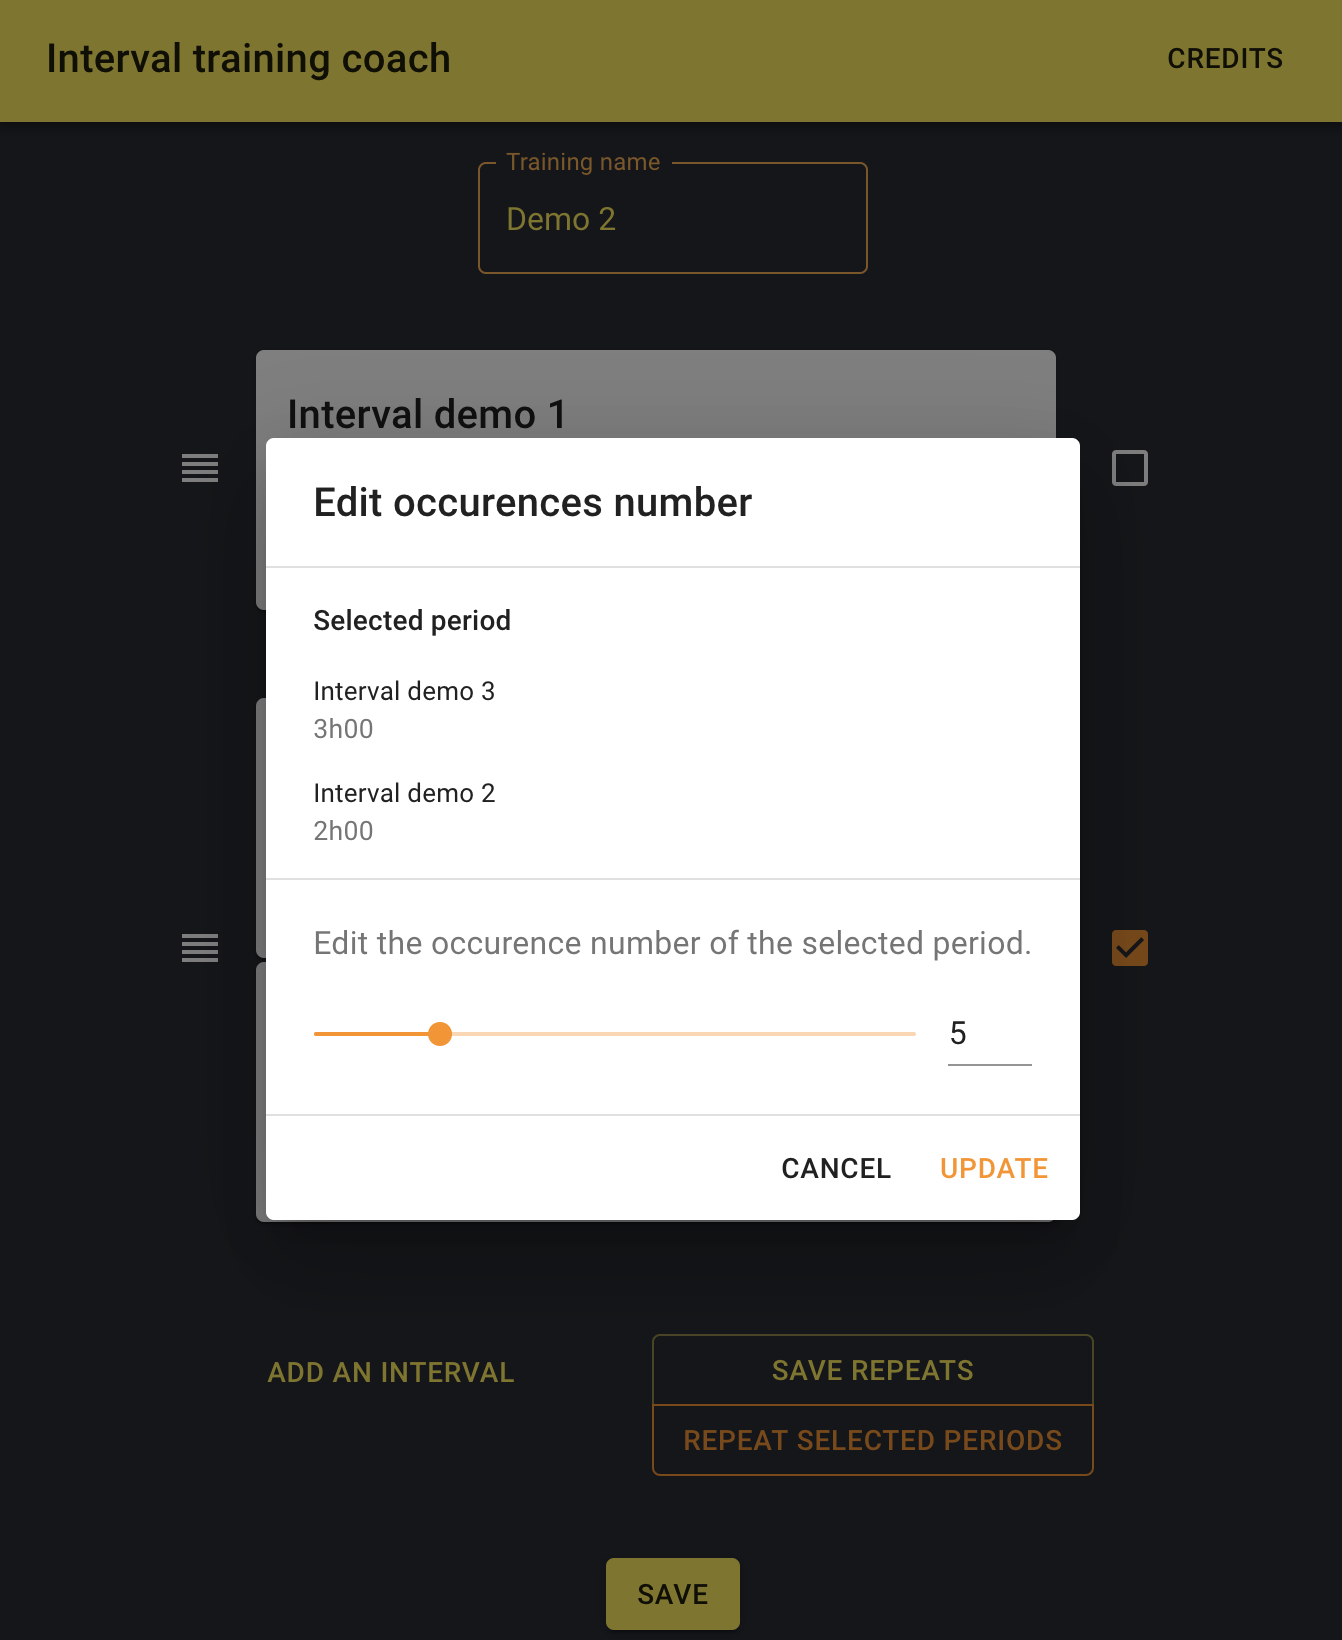 Interval training coach
CREDITS
Training name
Demo 2
Interval demo 1
Edit occurences number
Selected period
Interval demo 3
3h00
Interval demo 2
2h00
Edit the occurence number of the selected period.
5
CANCEL
UPDATE
ADD AN INTERVAL
SAVE REPEATS
REPEAT SELECTED PERIODS
SAVE